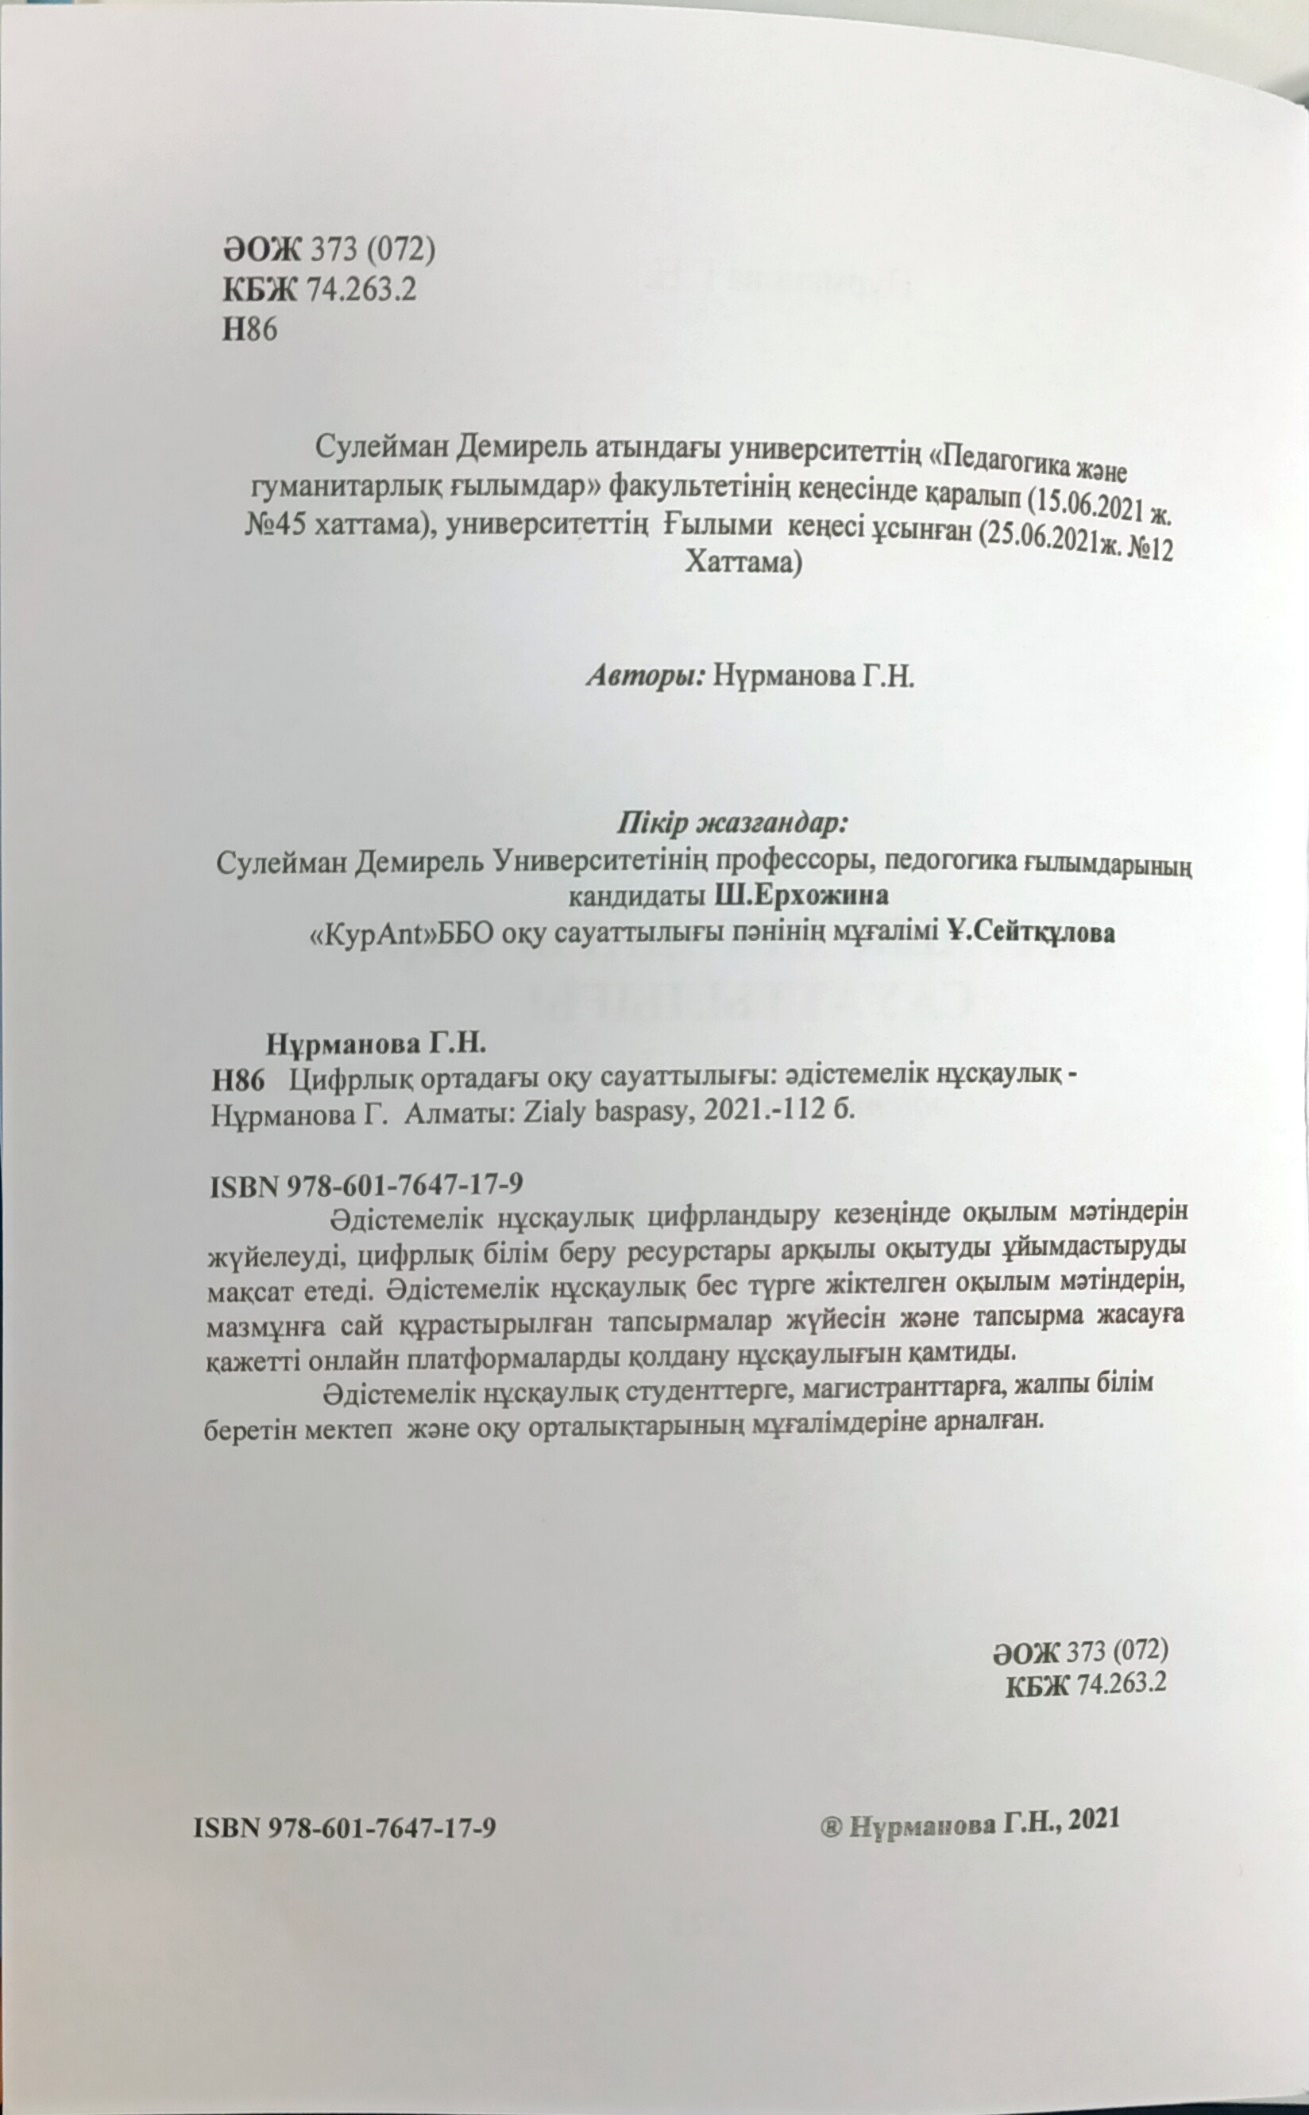 ӘОЖ 373 (072)
КБЖ 74.263.2
Н86
Сулейман Демирель атындағы университеттің «Педагогика және
гуманитарлық ғылымдар» факультетінің кеңесінде қаралып (15.06.2021 ж.
№45 хаттама), университеттің Ғылыми кеңесі ұсынған (25.06.2021ж. №12
Хаттама)
Авторы: Нұрманова Г.Н.
Пікір жазғандар:
Сулейман Демирель Университетінің профессоры, педогогика ғылымдарының
кандидаты Ш.Ерхожина
«КурAnt»ББО оқу сауаттылығы пәнінің мұғалімі Ұ.Сейтқұлова
Нұрманова Г.Н.
Н86 Цифрлық ортадағы оқу сауаттылығы: әдістемелік нұсқаулық -
Нұрманова Г. Алматы: Zialy baspasy, 2021.-112 б.
ISBN 978-601-7647-17-9
Әдістемелік нұсқаулық цифрландыру кезеңінде оқылым мәтіндерін
жүйелеуді, цифрлық білім беру ресурстары арқылы оқытуды ұйымдастыруды
мақсат етеді. Әдістемелік нұсқаулық бес түрге жіктелген оқылым мәтіндерін,
мазмұнға сай құрастырылған тапсырмалар жүйесін және тапсырма жасауға
қажетті онлайн платформаларды қолдану нұсқаулығын қамтиды.
Әдістемелік нұсқаулық студенттерге, магистранттарға, жалпы білім
беретін мектеп және оқу орталықтарының мұғалімдеріне арналған.
ӘОЖ 373 (072)
КБЖ 74.263.2
ISBN 978-601-7647-17-9 ® Нұрманова Г.Н., 2021